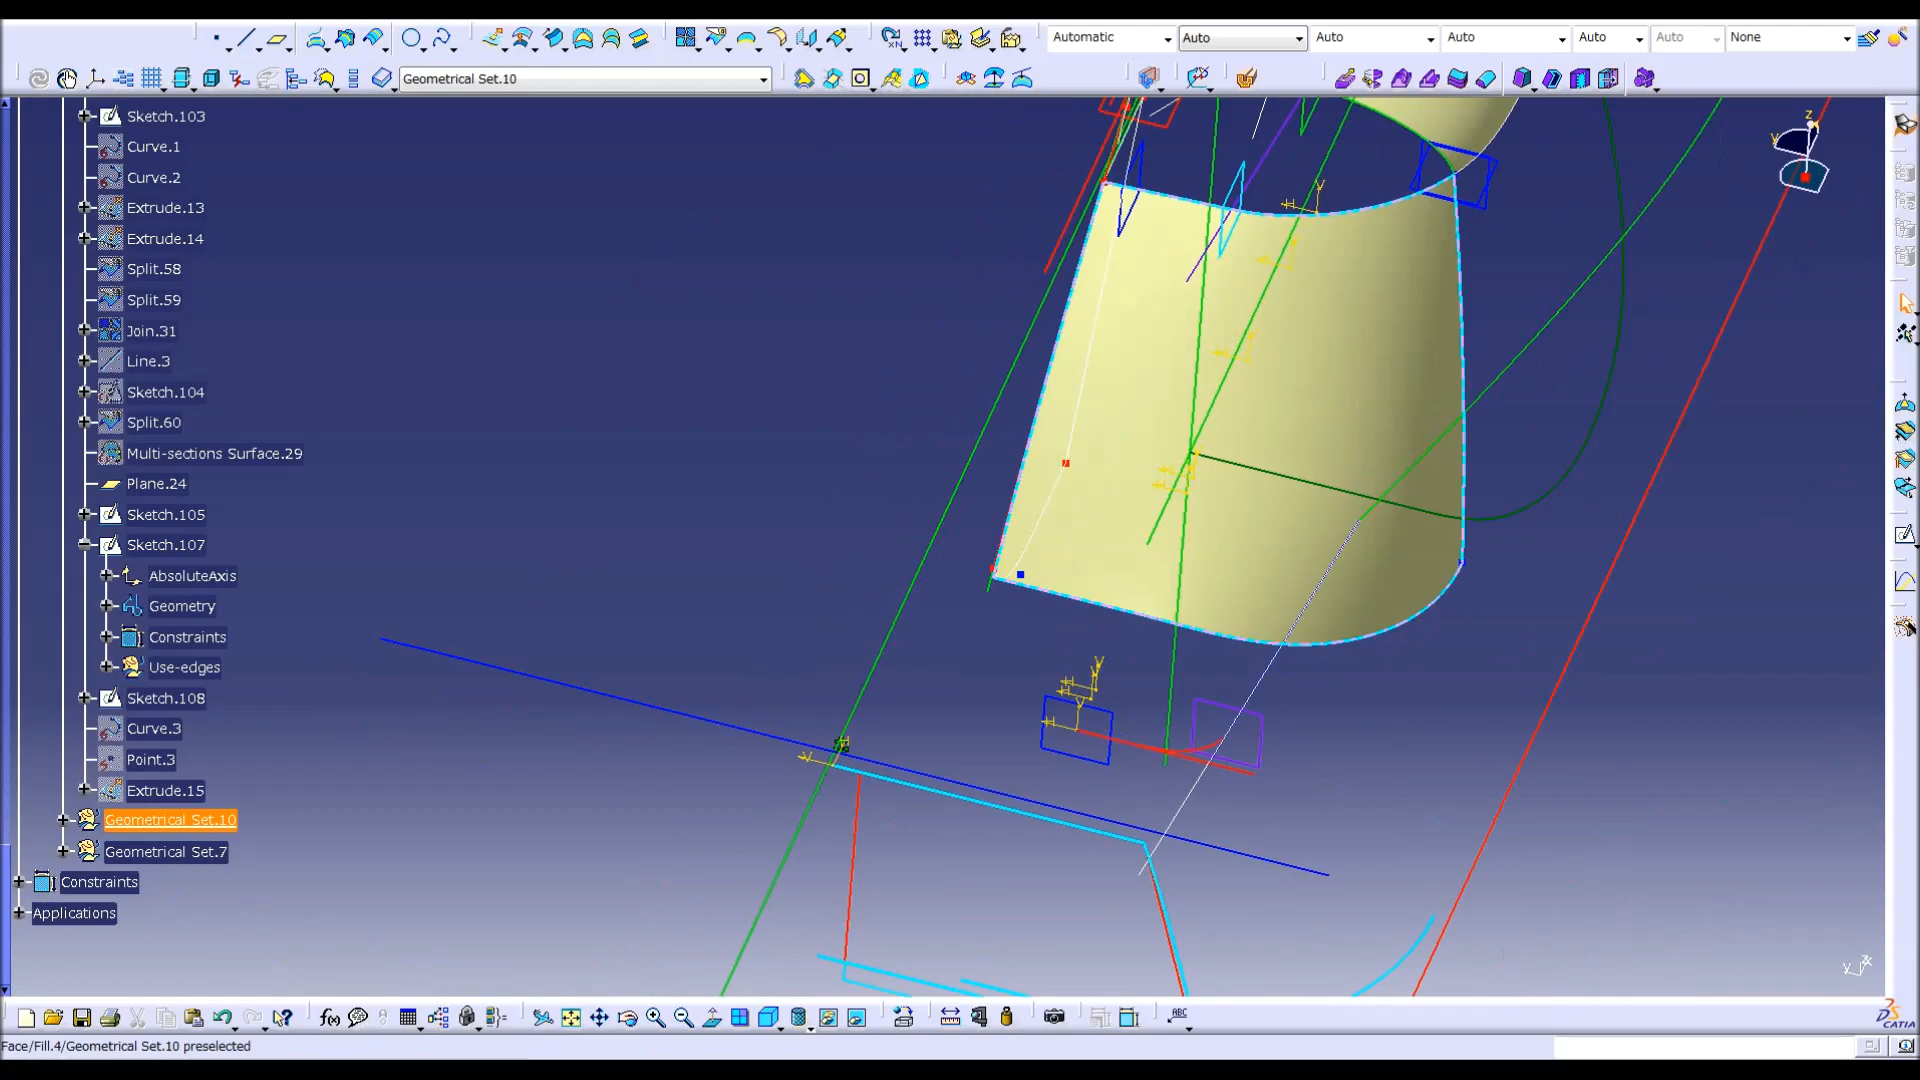 Automatic
Auto
Auto
Auto
Auto
Auto
None
Geometrical Set.10
Sketch.103
Curve.1
Curve.2
Extrude.13
Extrude.14
Split.58
Split.59
Join.31
Line.3
Sketch.104
Split.60
Multi-sections Surface.29
Plane.24
Sketch.105
Sketch.107
AbsoluteAxis
Geometry
Constraints
Use-edges
Sketch.108
Curve.3
Point.3
Extrude.15
Geometrical Set.10
Geometrical Set.7
Constraints
Applications
f(x)
ABC
CATIA
Face/Fill.4/Geometrical Set.10 preselected